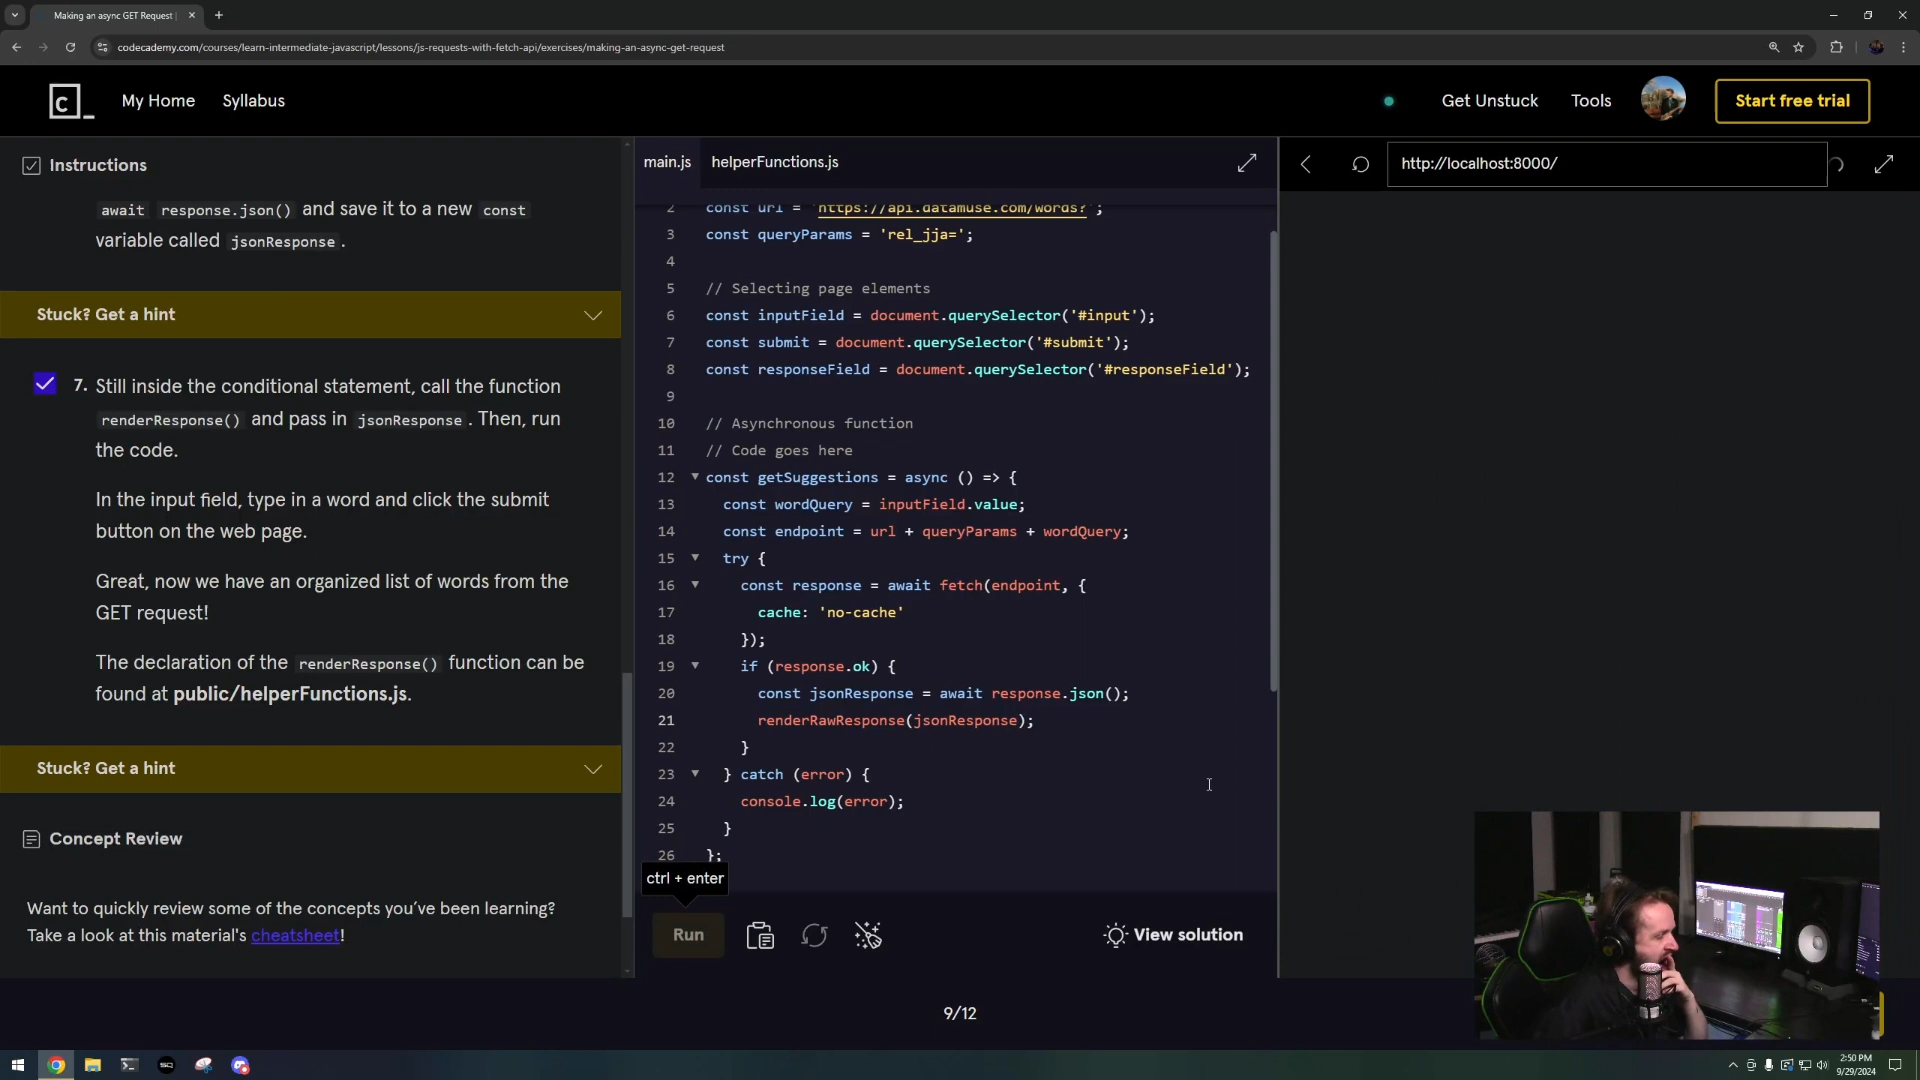 Making an async GET Request |
codecademy.com/courses/learn-intermediate-javascript/lessons/js-requests-with-fetch-api/exercises/making-an-async-get-request
c
My Home
Syllabus
Get Unstuck
Tools
Start free trial
Instructions
await response.json() and save it to a new const
variable called jsonResponse.
Stuck? Get a hint
7. Still inside the conditional statement, call the function
renderResponse() and pass in jsonResponse. Then, run
the code.
In the input field, type in a word and click the submit
button on the web page.
Great, now we have an organized list of words from the
GET request!
The declaration of the renderResponse() function can be
found at public/helperFunctions.js.
Stuck? Get a hint
Concept Review
Want to quickly review some of the concepts you've been learning?
Take a look at this material's cheatsheet!
main.js
helperFunctions.js
2 const url = 'https://api.datamuse.com/words?';
3 const queryParams = 'rel_jja=';
4
5 // Selecting page elements
6 const inputField = document.querySelector('#input');
7 const submit = document.querySelector('#submit');
8 const responseField = document.querySelector('#responseField');
9
10 // Asynchronous function
11 // Code goes here
12 const getSuggestions = async () => {
13 const wordQuery = inputField.value;
14 const endpoint = url + queryParams + wordQuery;
15 try {
16 const response = await fetch(endpoint, {
17 cache: 'no-cache'
18 });
19 if (response.ok) {
20 const jsonResponse = await response.json();
21 renderRawResponse(jsonResponse);
22 }
23 } catch (error) {
24 console.log(error);
25 }
26 };
ctrl + enter
Run
View solution
http://localhost:8000/
9/12
2:50 PM
9/29/2024